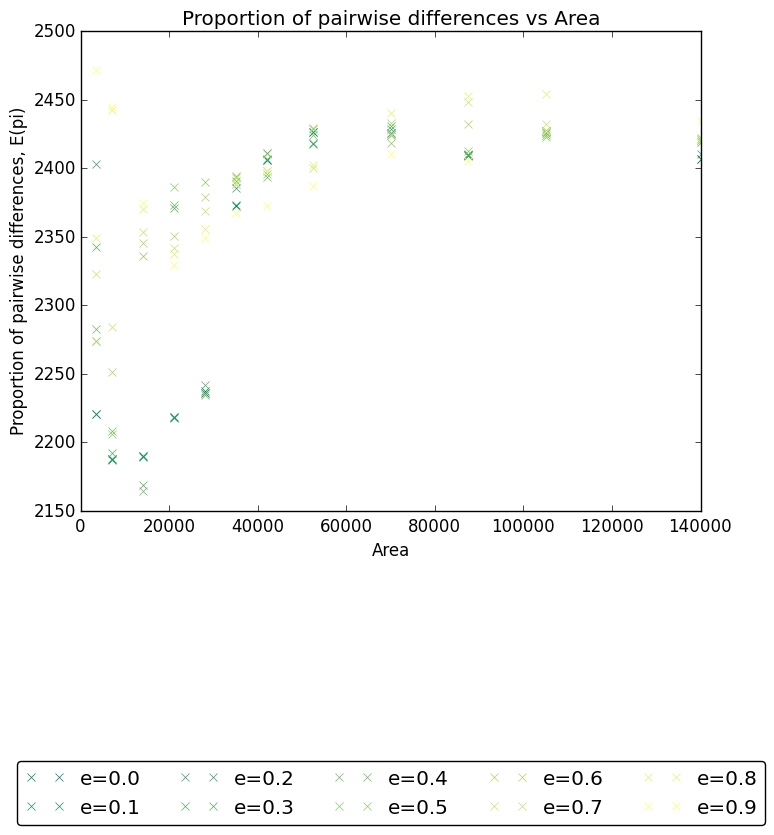 Proportion of pairwise differences vs Area
2500
2450
2400
2350
2300
2250
2200
2150
Proportion of pairwise differences, E(pi)
0 20000 40000 60000 80000 100000 120000 140000
Area
e=0.0 e=0.2 e=0.4 e=0.6 e=0.8
e=0.1 e=0.3 e=0.5 e=0.7 e=0.9